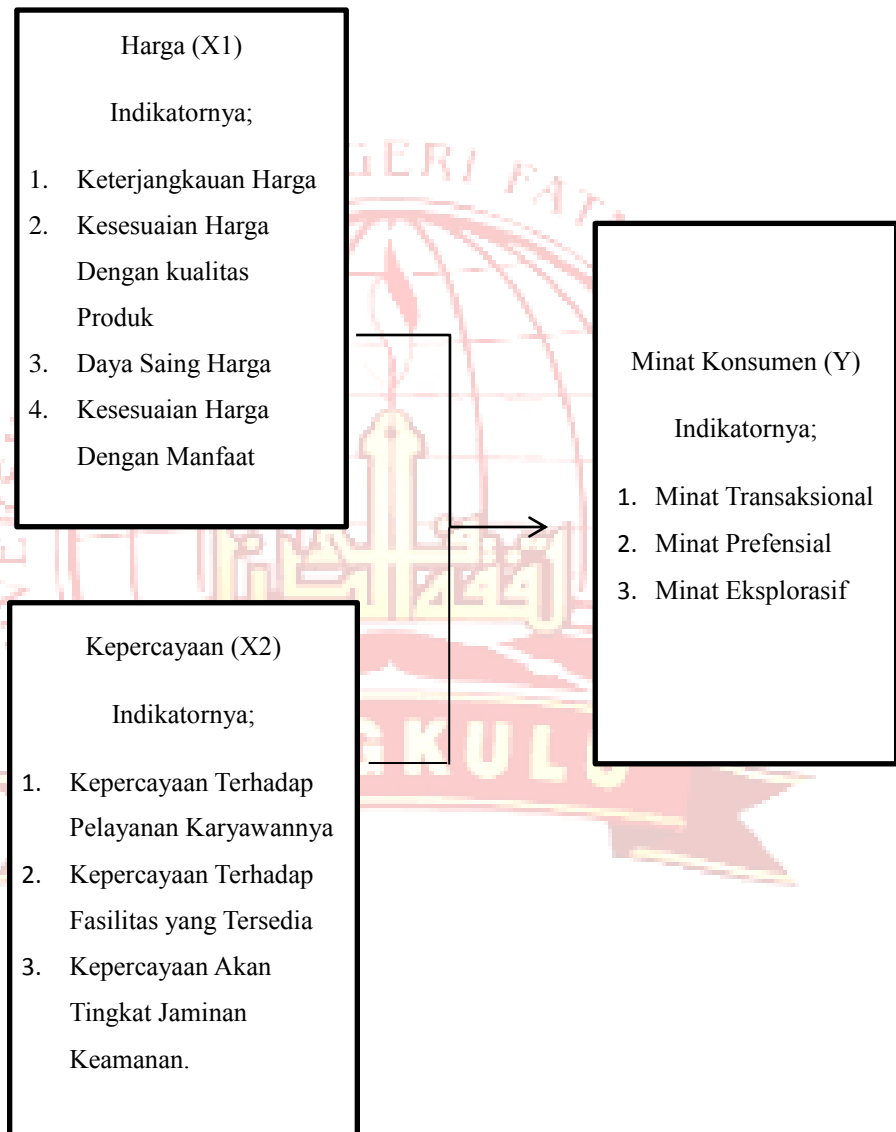 Harga (X1)
Indikatornya;
1. Keterjangkauan Harga
2. Kesesuaian Harga
Dengan kualitas
Produk
3. Daya Saing Harga
4. Kesesuaian Harga
Dengan Manfaat
Kepercayaan (X2)
Indikatornya;
1. Kepercayaan Terhadap
Pelayanan Karyawannya
2. Kepercayaan Terhadap
Fasilitas yang Tersedia
3. Kepercayaan Akan
Tingkat Jaminan
Keamanan.
Minat Konsumen (Y)
Indikatornya;
1. Minat Transaksional
2. Minat Prefensial
3. Minat Eksplorasif